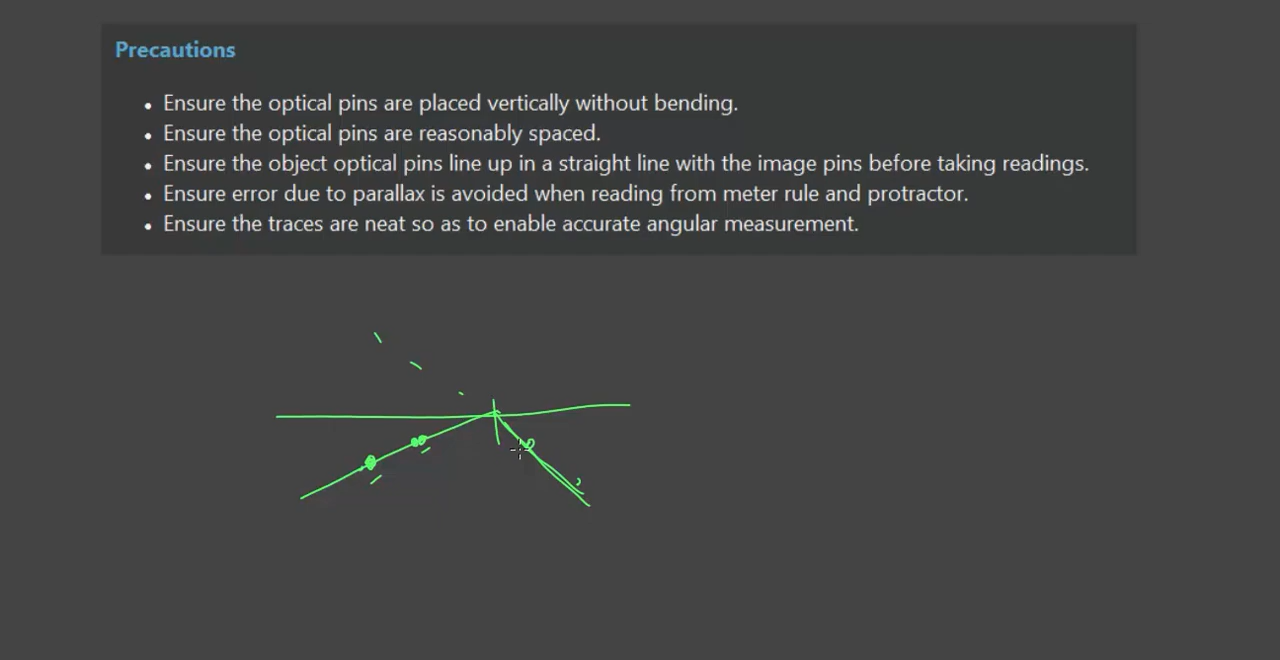 Precautions
• Ensure the optical pins are placed vertically without bending.
• Ensure the optical pins are reasonably spaced.
• Ensure the object optical pins line up in a straight line with the image pins before taking readings.
• Ensure error due to parallax is avoided when reading from meter rule and protractor.
• Ensure the traces are neat so as to enable accurate angular measurement.